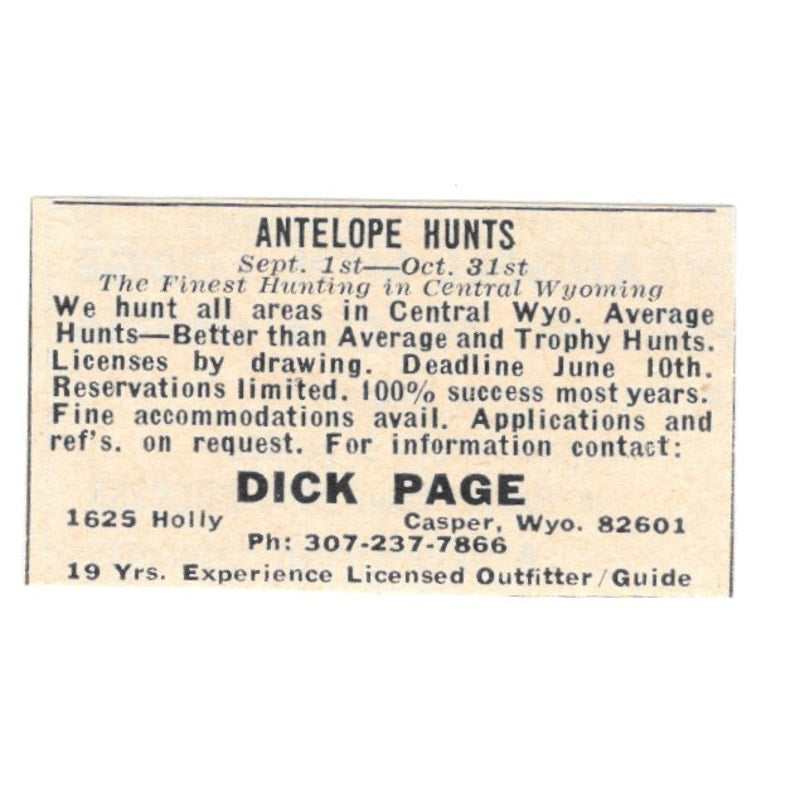 ANTELOPE HUNTS
Sept. 1st—Oct. 31st
The Finest Hunting in Central Wyoming
We hunt all areas in Central Wyo. Average
Hunts—Better than Average and Trophy Hunts.
Licenses by drawing. Deadline June 10th.
Reservations limited. 100% success most years.
Fine accommodations avail. Applications and
ref's. on request. For information contact:
DICK PAGE
1625 Holly Casper, Wyo. 82601
Ph: 307-237-7866
19 Yrs. Experience Licensed Outfitter/Guide